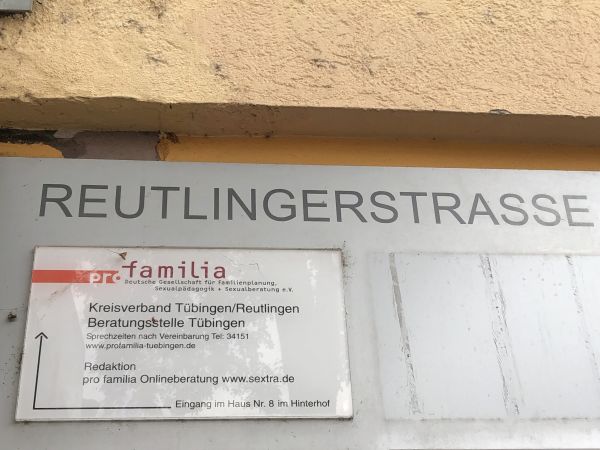 REUTLINGERSTRASSE
pro familia
Deutsche Gesellschaft für Familienplanung,
Sexualpädagogik + Sexualberatung e.V.
Kreisverband Tübingen/Reutlingen
Beratungsstelle Tübingen
Sprechzeiten nach Vereinbarung Tel: 34151
www.profamilia-tuebingen.de
Redaktion
pro familia Onlineberatung www.sextra.de
Eingang im Haus Nr. 8 im Hinterhof